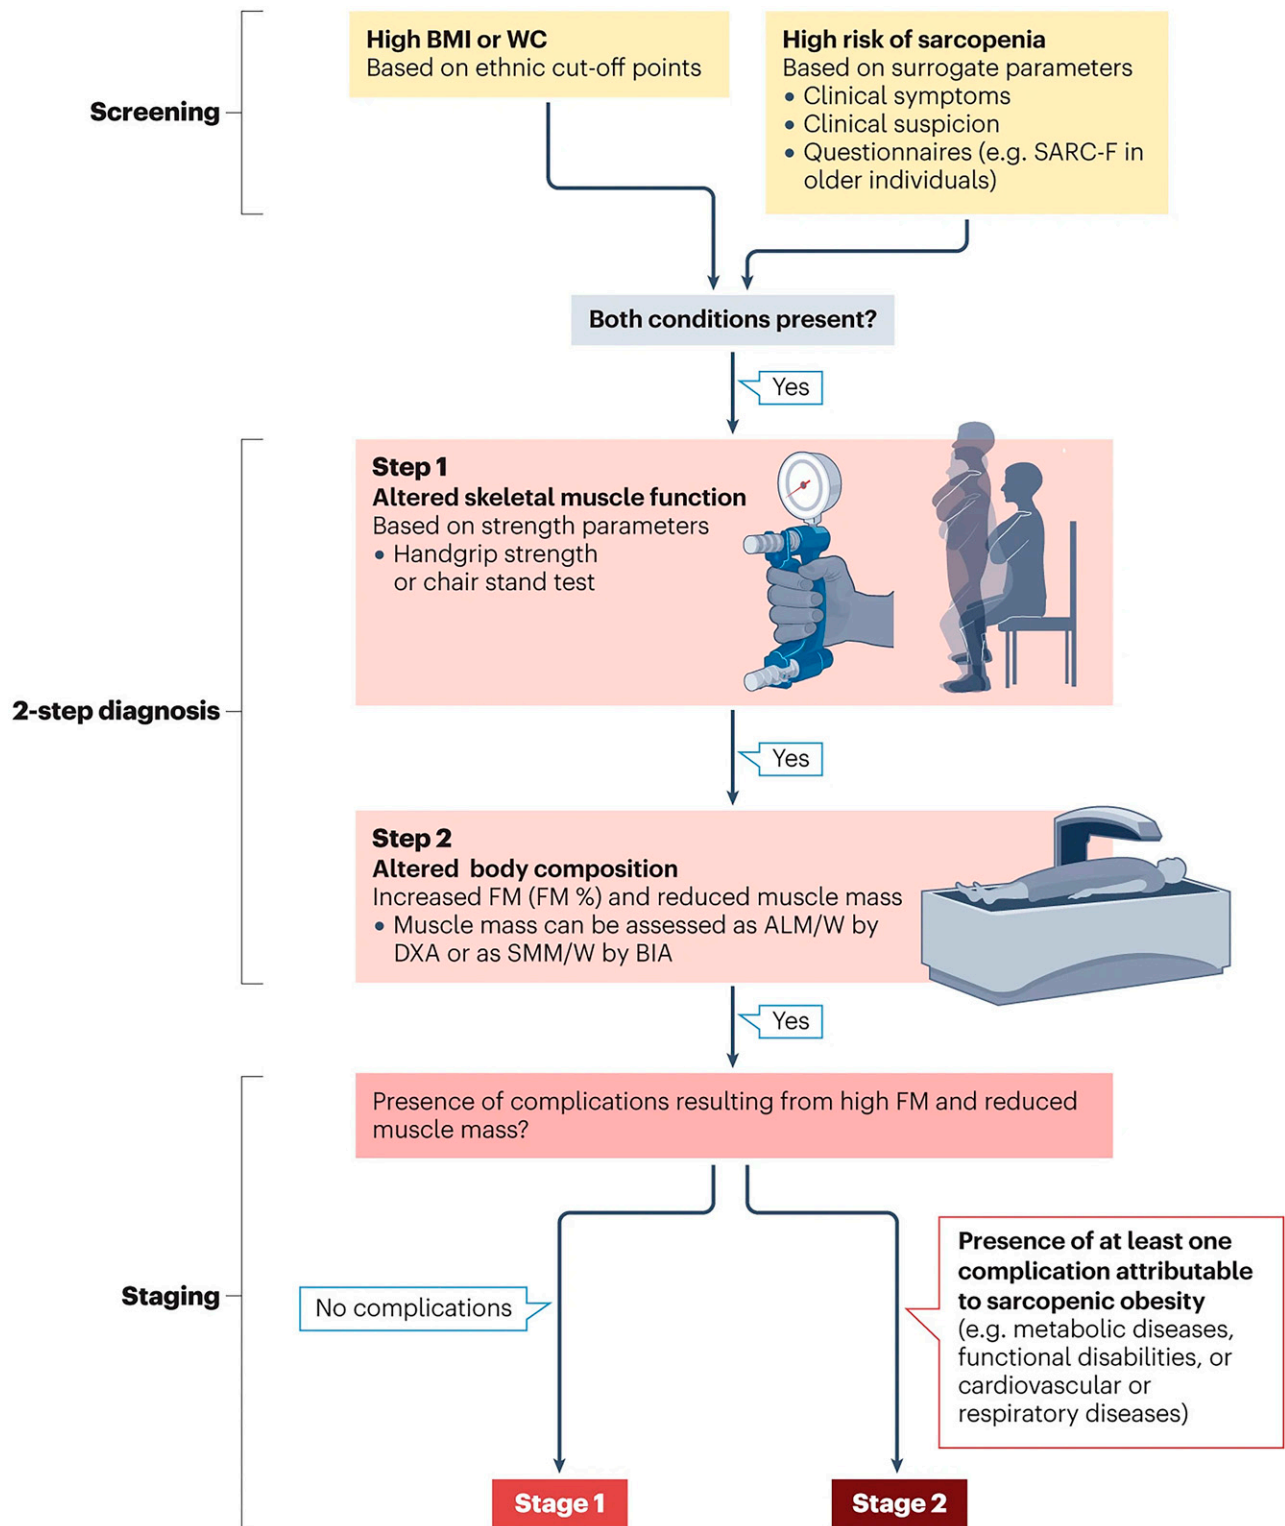 Screening
High BMI or WC
Based on ethnic cut-off points
High risk of sarcopenia
Based on surrogate parameters
• Clinical symptoms
• Clinical suspicion
• Questionnaires (e.g. SARC-F in
older individuals)
Both conditions present?
Yes
2-step diagnosis
Step 1
Altered skeletal muscle function
Based on strength parameters
• Handgrip strength
or chair stand test
Yes
Step 2
Altered body composition
Increased FM (FM %) and reduced muscle mass
• Muscle mass can be assessed as ALM/W by
DXA or as SMM/W by BIA
Yes
Staging
Presence of complications resulting from high FM and reduced
muscle mass?
No complications
Presence of at least one
complication attributable
to sarcopenic obesity
(e.g. metabolic diseases,
functional disabilities, or
cardiovascular or
respiratory diseases)
Stage 1
Stage 2